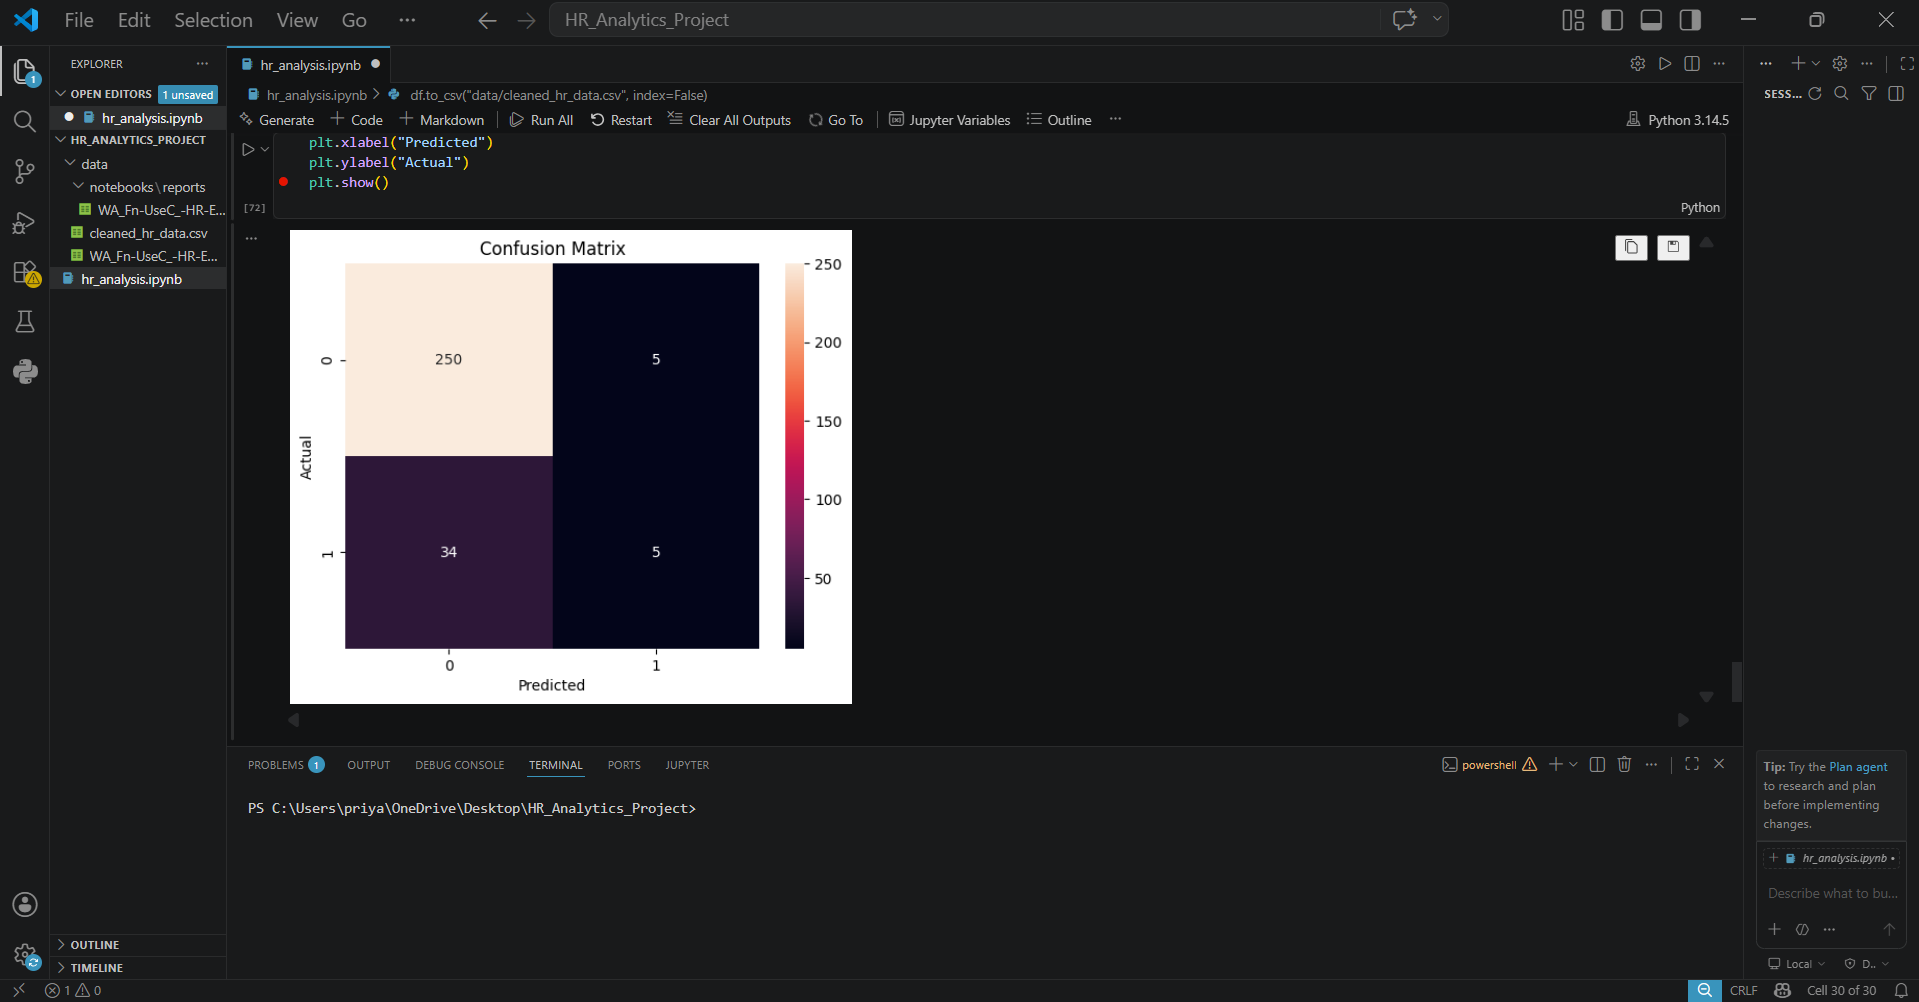 File Edit Selection View Go ···
HR_Analytics_Project
EXPLORER ···
OPEN EDITORS 1 unsaved
hr_analysis.ipynb
HR_ANALYTICS_PROJECT
data
notebooks\reports
WA_Fn-UseC_-HR-E...
cleaned_hr_data.csv
WA_Fn-UseC_-HR-E...
hr_analysis.ipynb
OUTLINE
TIMELINE
1
hr_analysis.ipynb
hr_analysis.ipynb > df.to_csv("data/cleaned_hr_data.csv", index=False)
Generate + Code + Markdown Run All Restart Clear All Outputs Go To Jupyter Variables Outline ··· Python 3.14.5
plt.xlabel("Predicted")
plt.ylabel("Actual")
plt.show()
[72]
Python
Confusion Matrix
250 5
34 5
0
1
Actual
0 1
Predicted
250
200
150
100
50
PROBLEMS 1 OUTPUT DEBUG CONSOLE TERMINAL PORTS JUPYTER
powershell
PS C:\Users\priya\OneDrive\Desktop\HR_Analytics_Project>
SESS...
Tip: Try the Plan agent
to research and plan
before implementing
changes.
+ hr_analysis.ipynb •
Describe what to bu...
Local D..
1 0
CRLF Cell 30 of 30